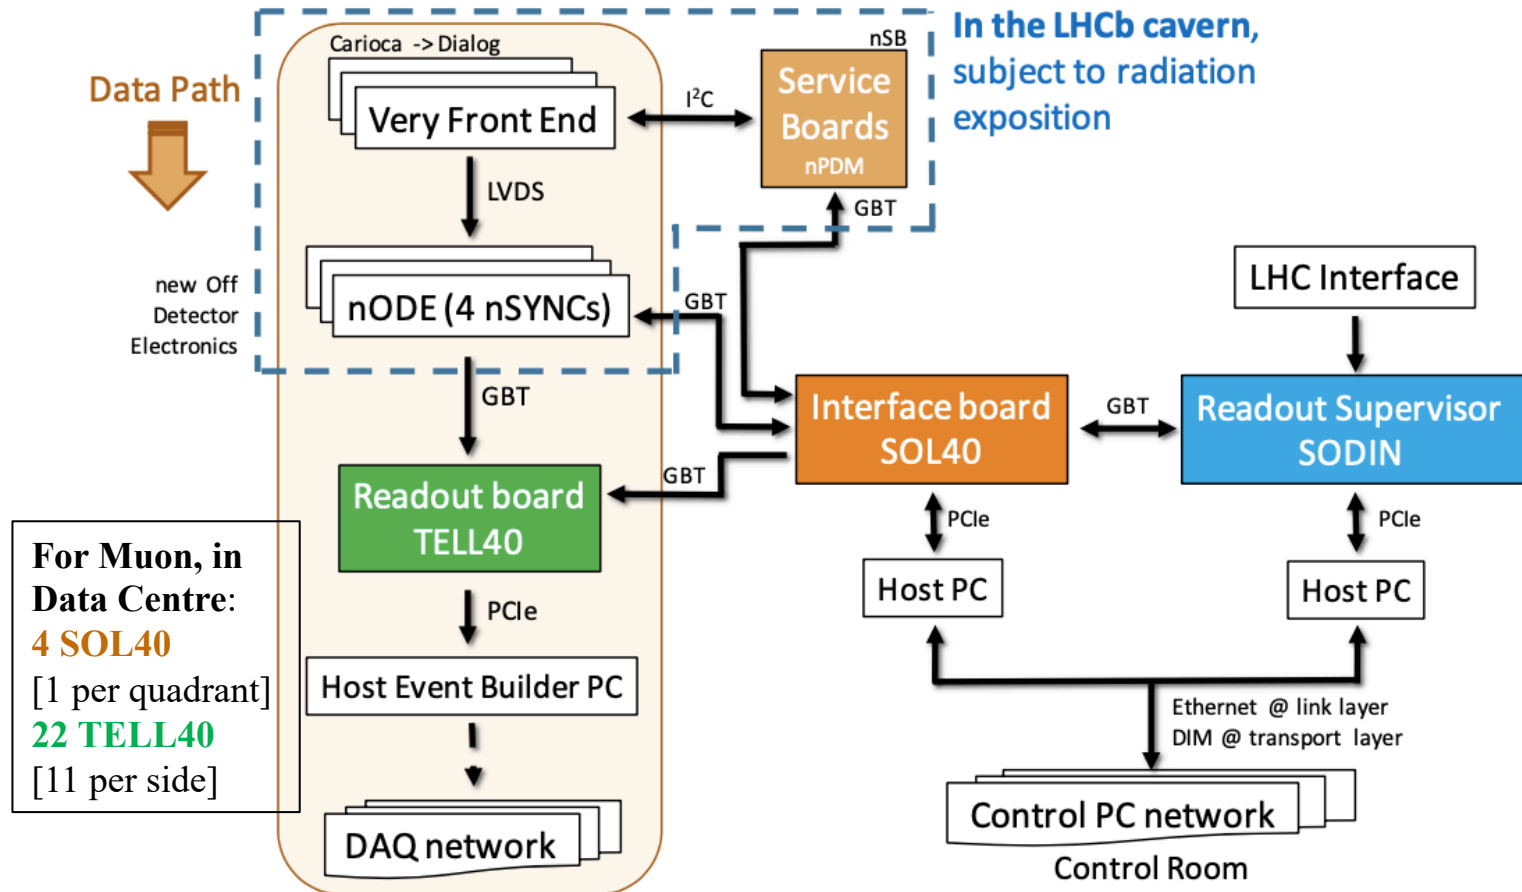 Carioca -> Dialog
Very Front End
Data Path
I²C
nSB
Service
Boards
nPDM
In the LHCb cavern,
subject to radiation
exposition
LVDS
GBT
new Off
Detector
Electronics
nODE (4 nSYNCs)
GBT
LHC Interface
GBT
Interface board
SOL40
GBT
Readout Supervisor
SODIN
GBT
Readout board
TELL40
PCIe
PCIe
Host PC
Host PC
For Muon, in
Data Centre:
4 SOL40
[1 per quadrant]
22 TELL40
[11 per side]
PCIe
Host Event Builder PC
Ethernet @ link layer
DIM @ transport layer
DAQ network
Control PC network
Control Room